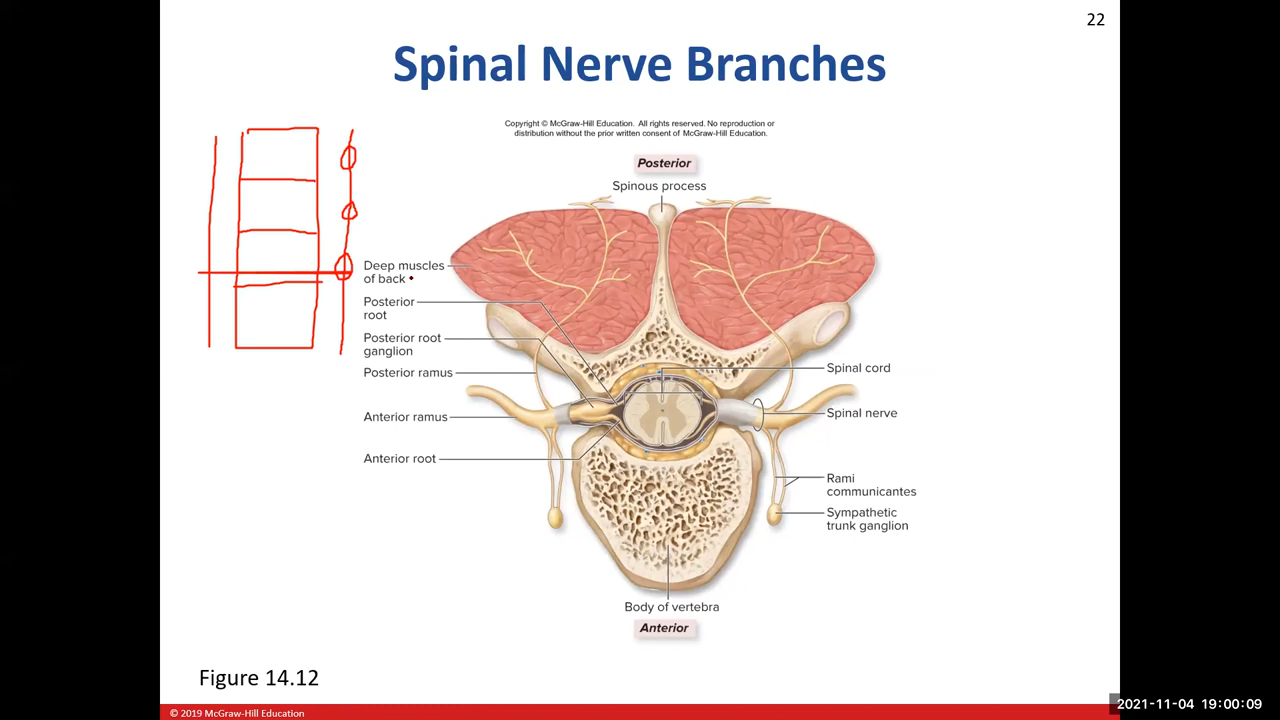 22
Spinal Nerve Branches
Copyright © McGraw-Hill Education. All rights reserved. No reproduction or
distribution without the prior written consent of McGraw-Hill Education.
Posterior
Spinous process
Deep muscles
of back
Posterior
root
Posterior root
ganglion
Posterior ramus
Anterior ramus
Anterior root
Spinal cord
Spinal nerve
Rami
communicantes
Sympathetic
trunk ganglion
Body of vertebra
Anterior
Figure 14.12
© 2019 McGraw-Hill Education
2021-11-04 19:00:09